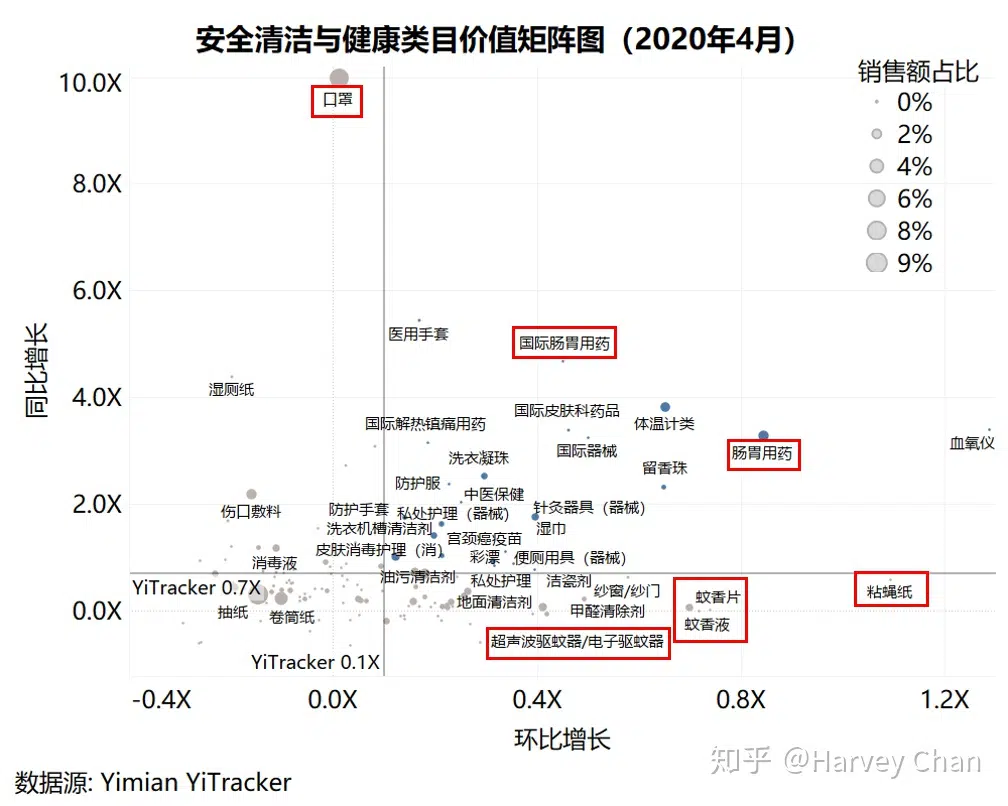 安全清洁与健康类目价值矩阵图（2020年4月）
销售额占比
0%
2%
4%
6%
8%
9%
10.0X
8.0X
6.0X
4.0X
2.0X
0.0X
同比增长
口罩
医用手套
国际肠胃用药
湿厕纸
国际皮肤科药品
体温计类
国际解热镇痛用药
血氧仪
国际器械
肠胃用药
洗衣凝珠
留香珠
防护服
中医保健
伤口敷料
防护手套
私处护理（器械）
针灸器具（器械）
洗衣机槽清洁剂
湿巾
宫颈癌疫苗
皮肤消毒护理（消）
彩漂
便厕用具（器械）
消毒液
油污清洁剂
私处护理
洁瓷剂
YiTracker 0.7X
纱窗/纱门
粘蝇纸
蚊香片
抽纸
卷筒纸
地面清洁剂
甲醛清除剂
蚊香液
超声波驱蚊器/电子驱蚊器
YiTracker 0.1X
-0.4X
0.0X
0.4X
0.8X
1.2X
环比增长
数据源: Yimian YiTracker
知乎 @Harvey Chan